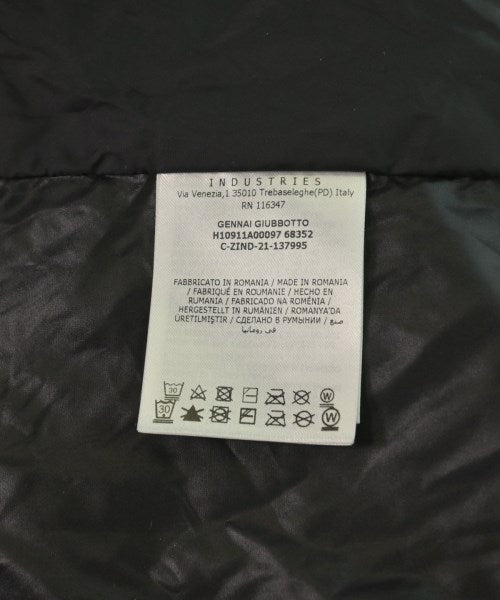 INDUSTRIES
Via Venezia,1 35010 Trebaseleghe(PD) Italy
RN 116347
GENNAI GIUBBOTTO
H10911A00097 68352
C-ZIND-21-137995
FABBRICATO IN ROMANIA / MADE IN ROMANIA
/ FABRIQUÉ EN ROUMANIE / HECHO EN
RUMANIA / FABRICADO NA ROMÉNIA /
HERGESTELLT IN RUMÄNIEN / ROMANYA'DA
ÜRETILMIŞTIR / СДЕЛАНО В РУМЫНИИ / صنع
في رومانيا
30 W
30 W